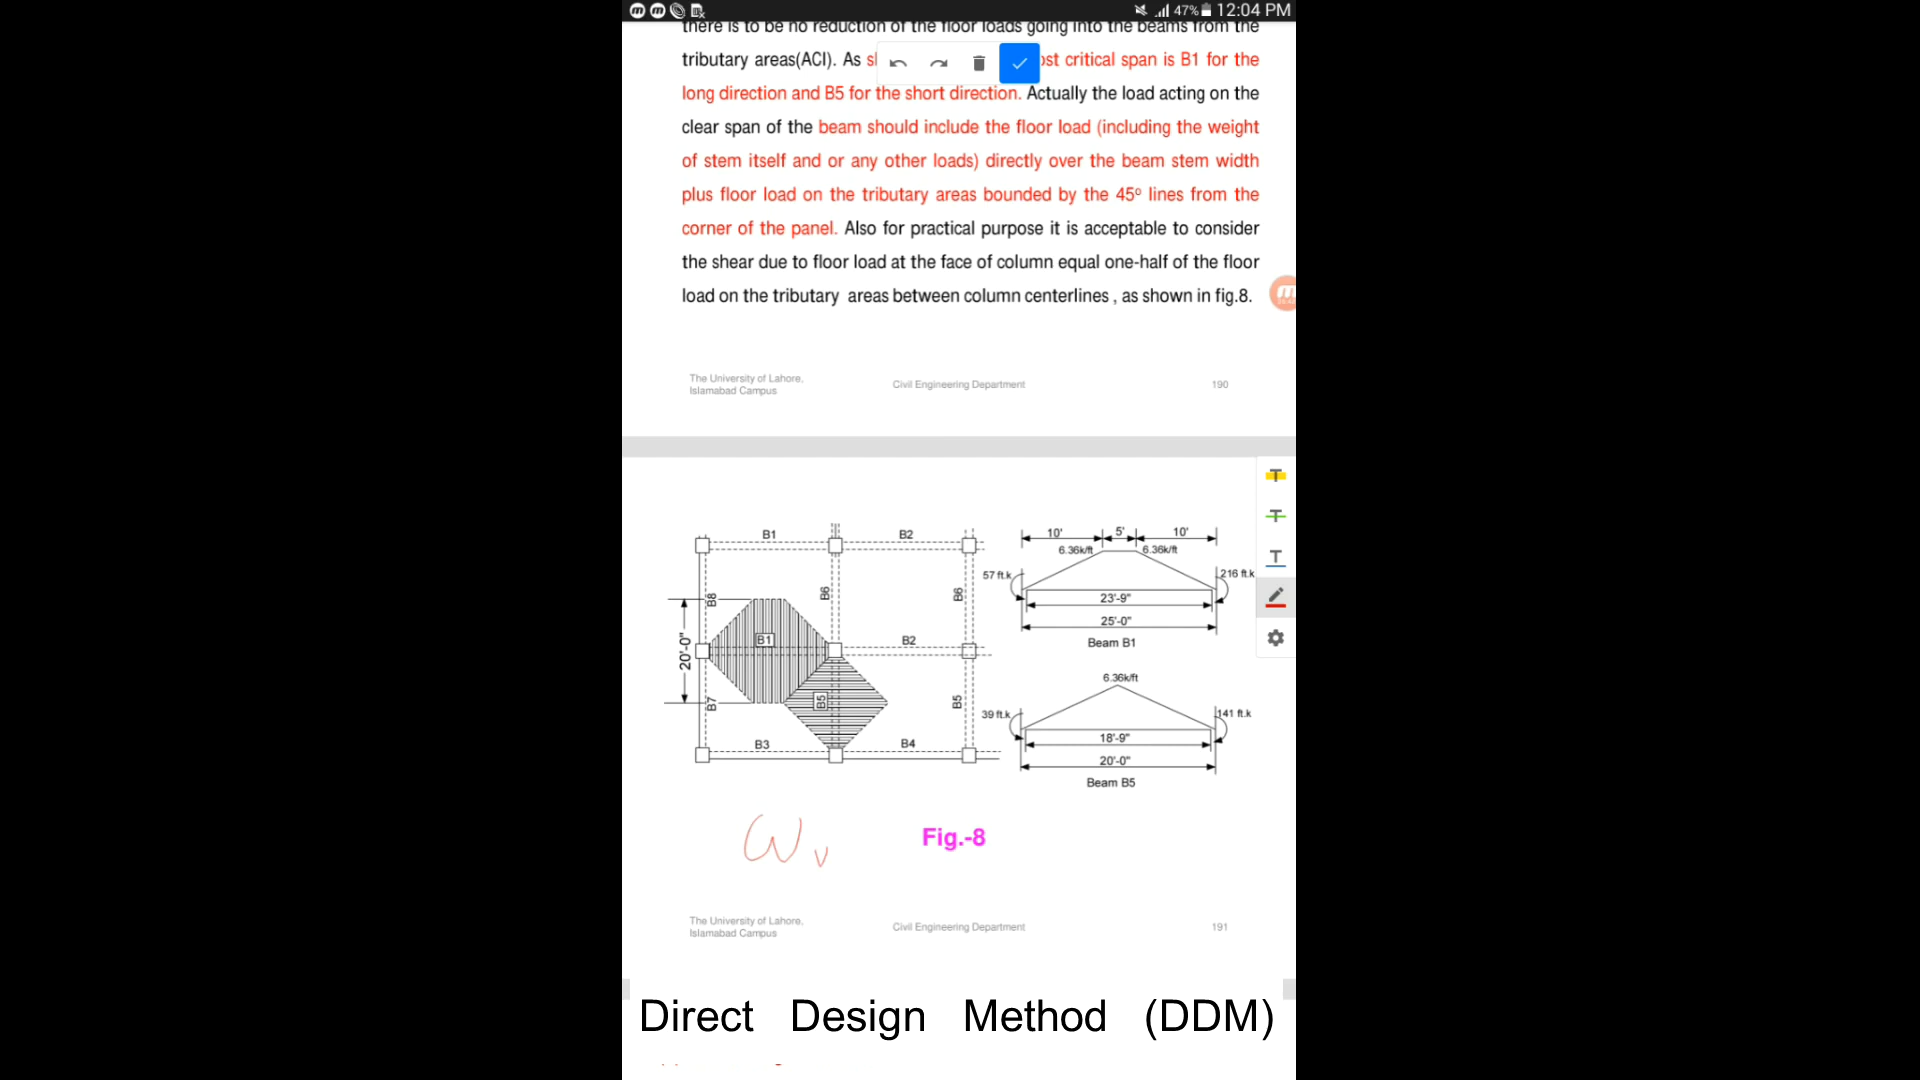 47% 12:04 PM
there is to be no reduction of the floor loads going into the beams from the
tributary areas(ACI). As ost critical span is B1 for the
long direction and B5 for the short direction. Actually the load acting on the
clear span of the beam should include the floor load (including the weight
of stem itself and or any other loads) directly over the beam stem width
plus floor load on the tributary areas bounded by the 45º lines from the
corner of the panel. Also for practical purpose it is acceptable to consider
the shear due to floor load at the face of column equal one-half of the floor
load on the tributary areas between column centerlines , as shown in fig.8.
The University of Lahore,
Islamabad Campus
Civil Engineering Department
190
B1 B2
B8 B6 B6
20'-0"
B1 B2
B7 B5 B5
B3 B4
10' 5' 10'
6.36k/ft 6.36k/ft
57 ft.k 216 ft.k
23'-9"
25'-0"
Beam B1
6.36k/ft
39 ft.k 141 ft.k
18'-9"
20'-0"
Beam B5
Fig.-8
The University of Lahore,
Islamabad Campus
Civil Engineering Department
191
Direct Design Method (DDM)